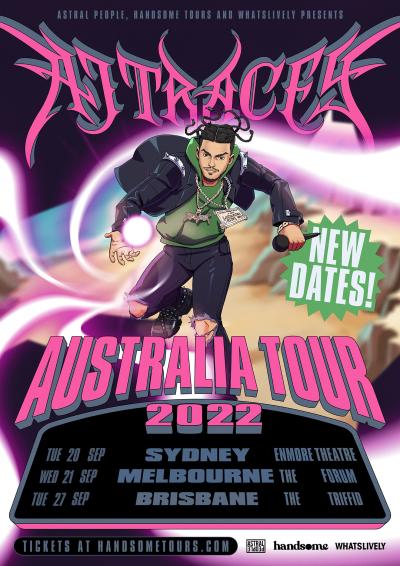 ASTRAL PEOPLE, HANDSOME TOURS AND WHATSLIVELY PRESENTS
AJ TRACEY
NEW
DATES!
AUSTRALIA TOUR
2022
TUE 20 SEP SYDNEY ENMORE THEATRE
WED 21 SEP MELBOURNE THE FORUM
TUE 27 SEP BRISBANE THE TRIFFID
TICKETS AT HANDSOMETOURS.COM
ASTRAL PEOPLE handsome WHATSLIVELY